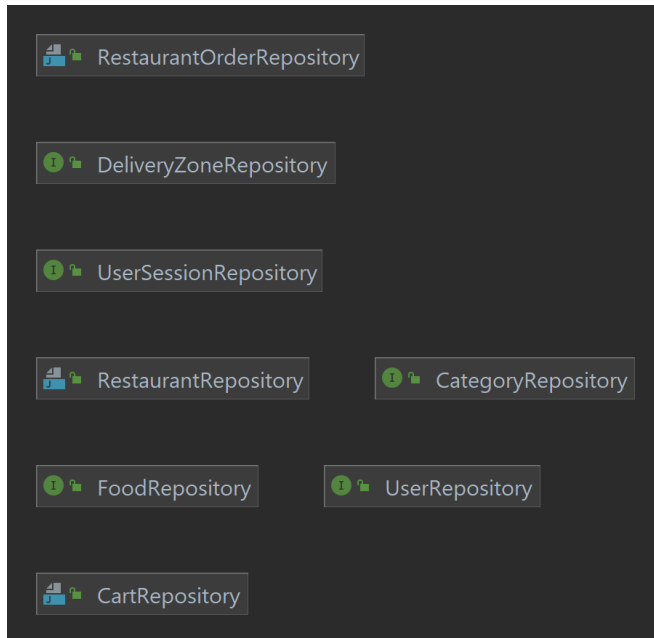 RestaurantOrderRepository
DeliveryZoneRepository
UserSessionRepository
RestaurantRepository CategoryRepository
FoodRepository UserRepository
CartRepository